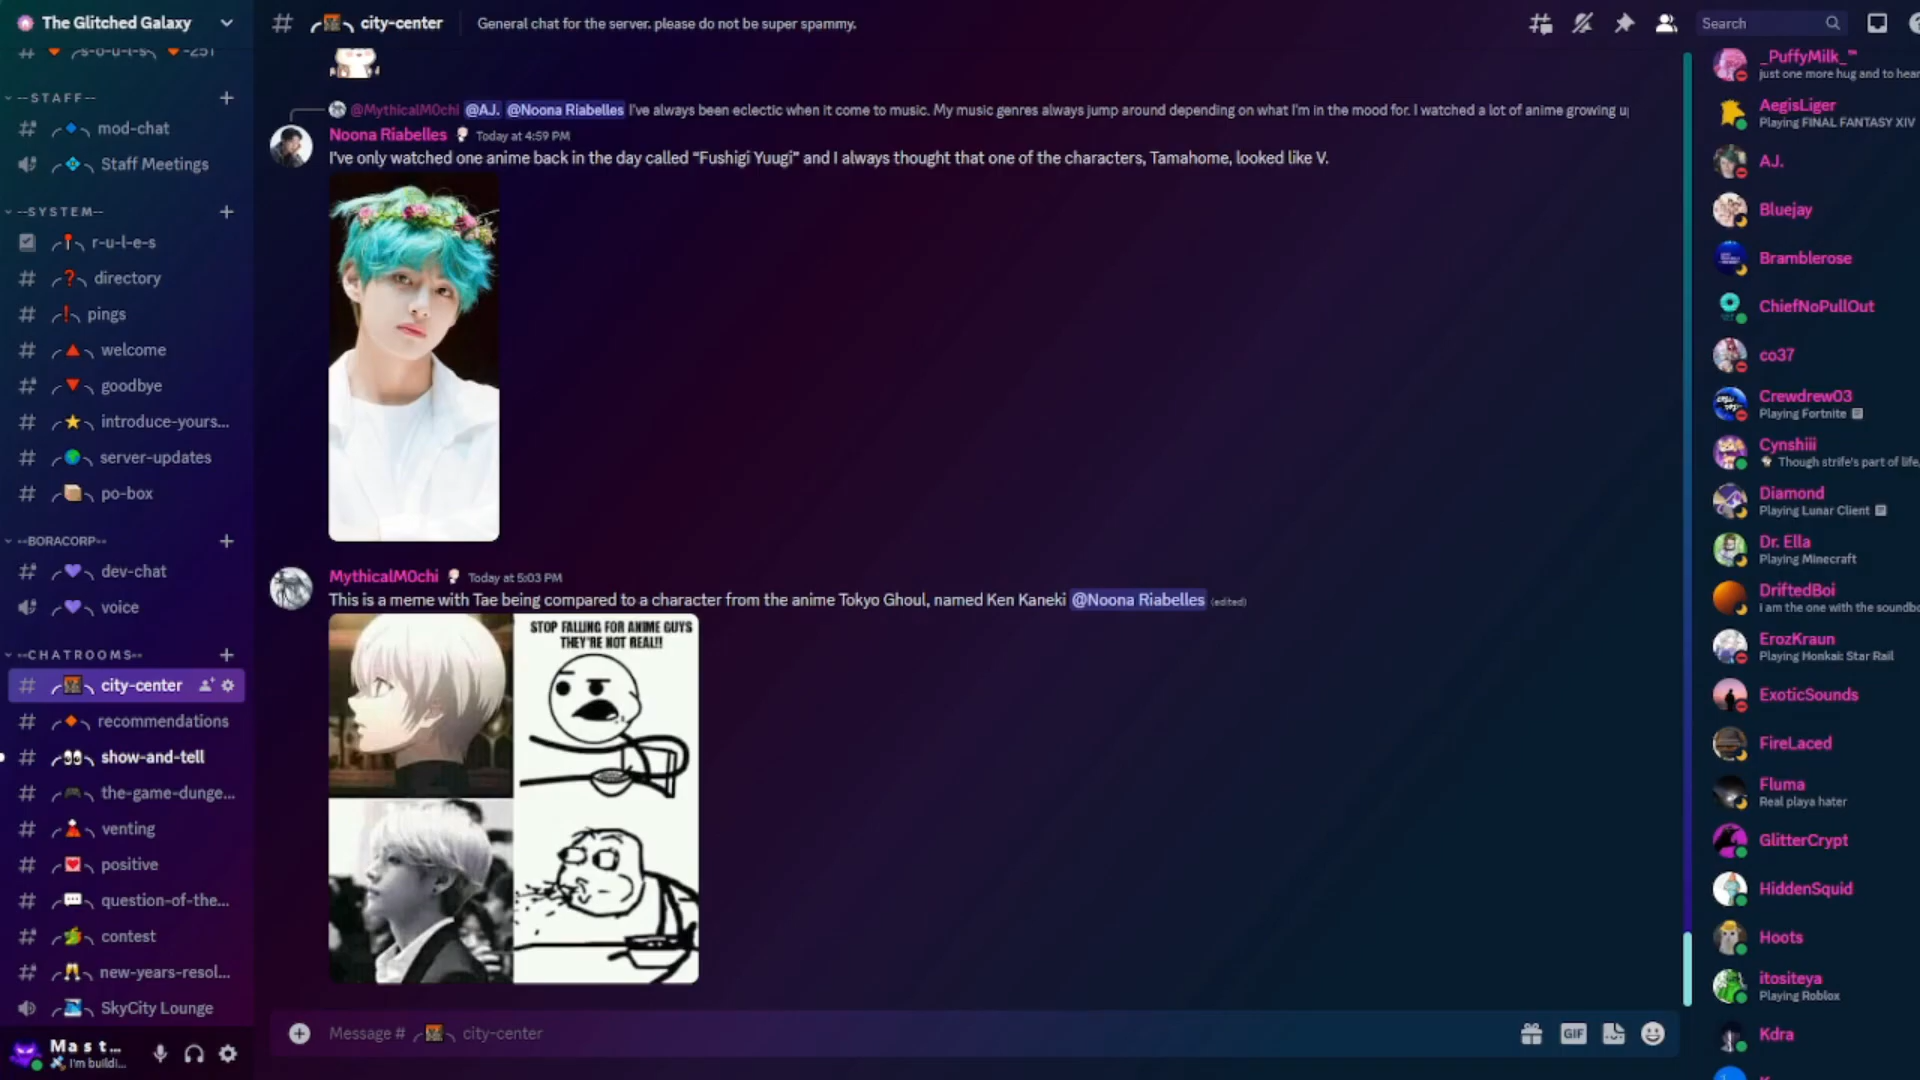 The Glitched Galaxy
city-center
General chat for the server. please do not be super spammy.
Search
s-o-u-l-s
-251
--STAFF--
mod-chat
Staff Meetings
--SYSTEM--
r-u-l-e-s
directory
pings
welcome
goodbye
introduce-yours...
server-updates
po-box
--BORACORP--
dev-chat
voice
--CHATROOMS--
city-center
recommendations
show-and-tell
the-game-dunge...
venting
positive
question-of-the...
contest
new-years-resol...
SkyCity Lounge
M a s t ...
I'm buildi...
@MythicalM0chi @AJ. @Noona Riabelles I've always been eclectic when it come to music. My music genres always jump around depending on what I'm in the mood for. I watched a lot of anime growing
Noona Riabelles Today at 4:59 PM
I've only watched one anime back in the day called “Fushigi Yuugi” and I always thought that one of the characters, Tamahome, looked like V.
MythicalM0chi Today at 5:03 PM
This is a meme with Tae being compared to a character from the anime Tokyo Ghoul, named Ken Kaneki @Noona Riabelles (edited)
STOP FALLING FOR ANIME GUYS
THEY'RE NOT REAL!!
Message # city-center
GIF
_PuffyMilk_™
just one more hug and to hear
AegisLiger
Playing FINAL FANTASY XIV
AJ.
Bluejay
Bramblerose
ChiefNoPullOut
co37
Crewdrew03
Playing Fortnite
Cynshiii
Though strife's part of life,
Diamond
Playing Lunar Client
Dr. Ella
Playing Minecraft
DriftedBoi
i am the one with the soundbo
ErozKraun
Playing Honkai: Star Rail
ExoticSounds
FireLaced
Fluma
Real playa hater
GlitterCrypt
HiddenSquid
Hoots
itositeya
Playing Roblox
Kdra